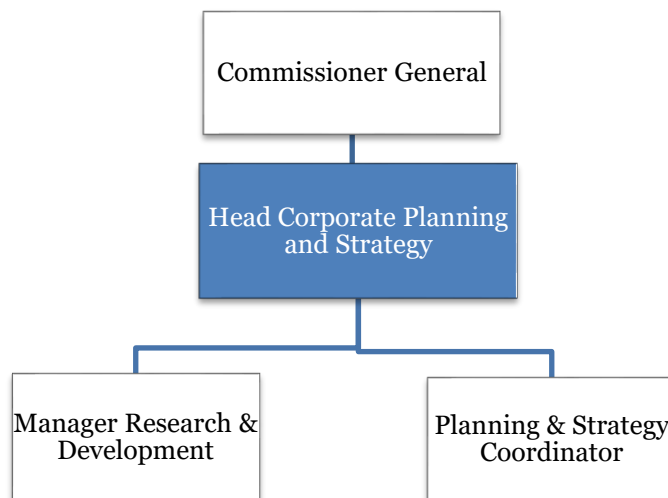 Commissioner General
Head Corporate Planning
and Strategy
Manager Research &
Development
Planning & Strategy
Coordinator